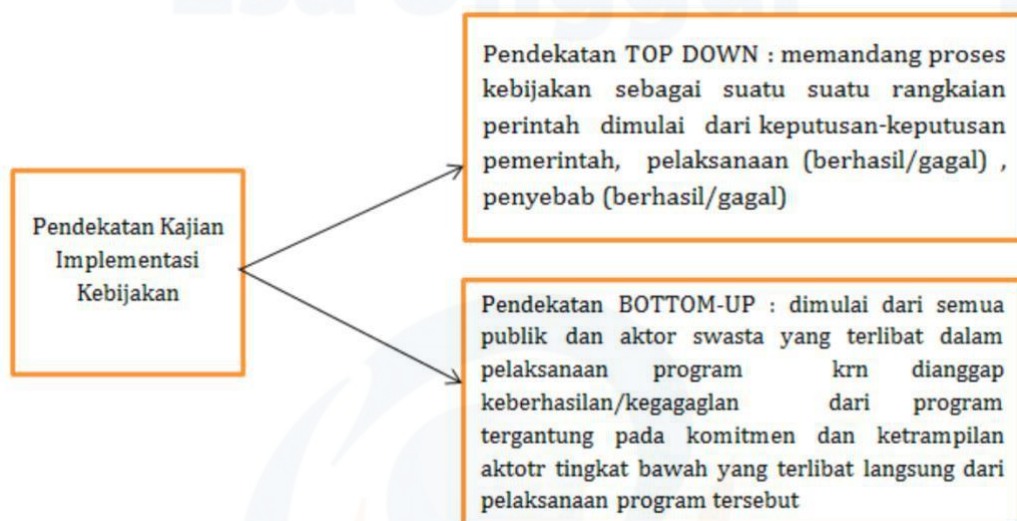 Pendekatan Kajian
Implementasi
Kebijakan
Pendekatan TOP DOWN : memandang proses
kebijakan sebagai suatu suatu rangkaian
perintah dimulai dari keputusan-keputusan
pemerintah, pelaksanaan (berhasil/gagal) ,
penyebab (berhasil/gagal)
Pendekatan BOTTOM-UP : dimulai dari semua
publik dan aktor swasta yang terlibat dalam
pelaksanaan program krn dianggap
keberhasilan/kegagaglan dari program
tergantung pada komitmen dan ketrampilan
aktotr tingkat bawah yang terlibat langsung dari
pelaksanaan program tersebut